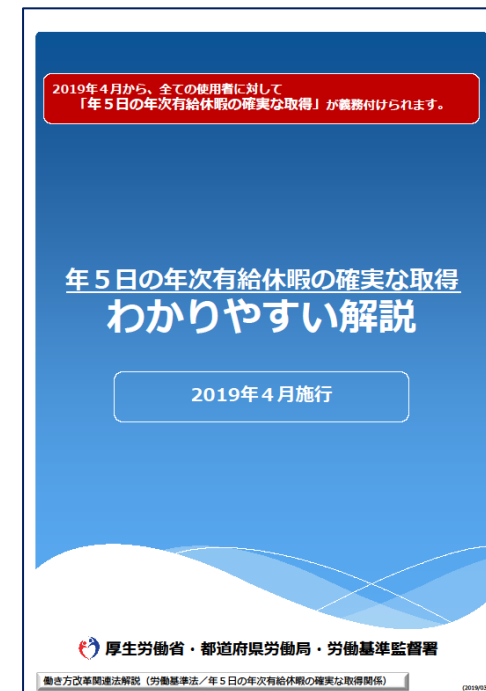 2019年４月から、全ての使用者に対して
「年５日の年次有給休暇の確実な取得」が義務付けられます。
年５日の年次有給休暇の確実な取得
わかりやすい解説
2019年４月施行
厚生労働省・都道府県労働局・労働基準監督署
働き方改革関連法解説（労働基準法／年５日の年次有給休暇の確実な取得関係）
(2019/03